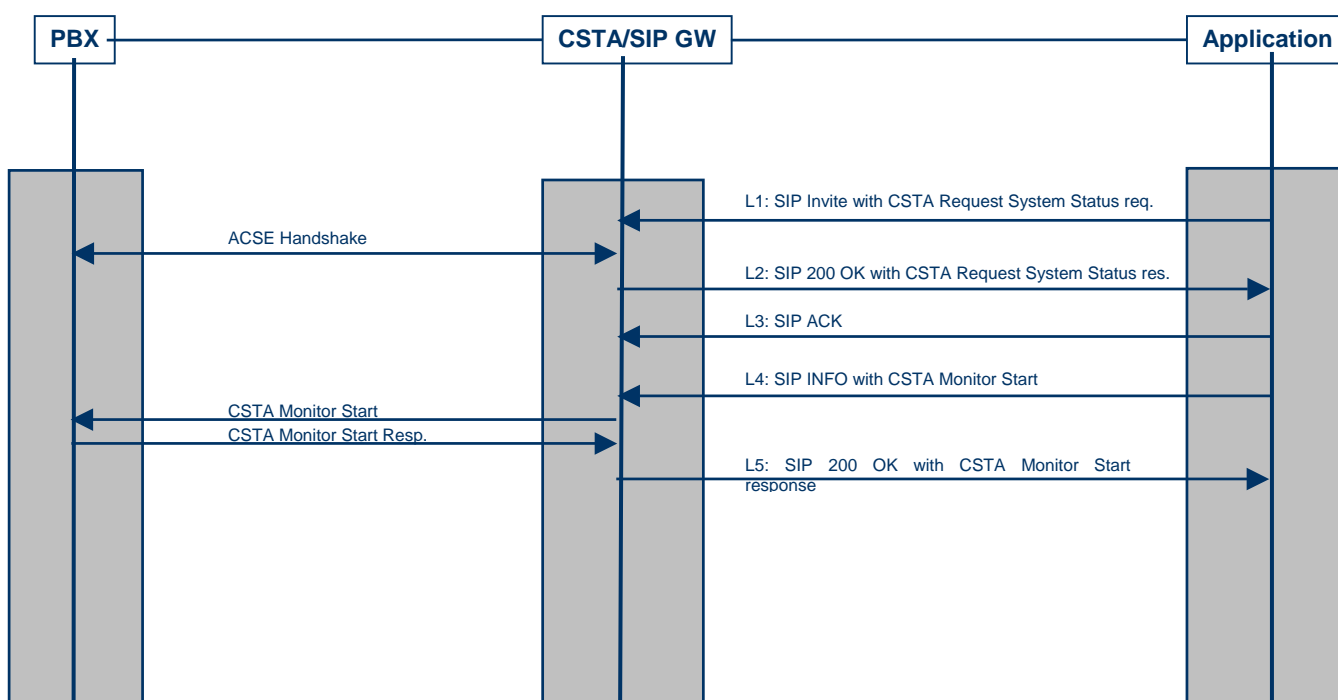 PBX
CSTA/SIP GW
Application
L1: SIP Invite with CSTA Request System Status req.
ACSE Handshake
L2: SIP 200 OK with CSTA Request System Status res.
L3: SIP ACK
L4: SIP INFO with CSTA Monitor Start
CSTA Monitor Start
CSTA Monitor Start Resp.
L5: SIP 200 OK with CSTA Monitor Start
response